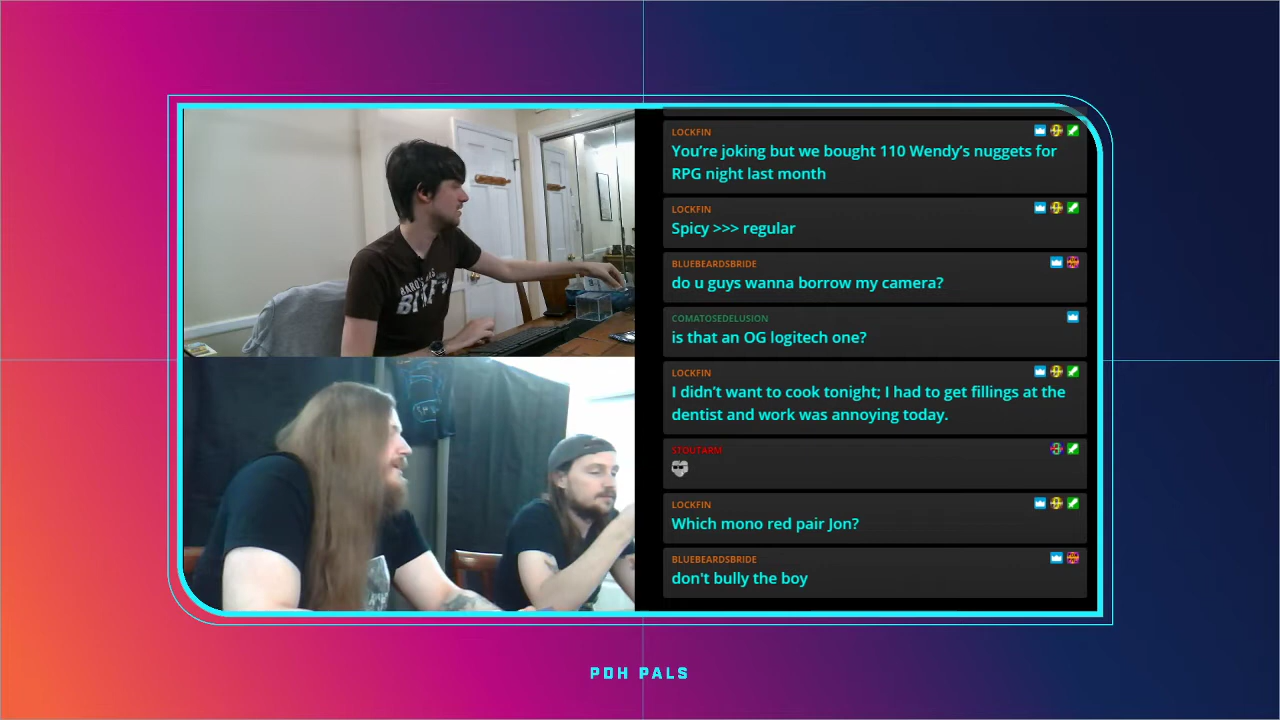 LOCKFIN
You're joking but we bought 110 Wendy's nuggets for
RPG night last month
LOCKFIN
Spicy >>> regular
BLUEBEARDSBRIDE
do u guys wanna borrow my camera?
COMATOSEDELUSION
is that an OG logitech one?
LOCKFIN
I didn't want to cook tonight; I had to get fillings at the
dentist and work was annoying today.
STOUTARM
LOCKFIN
Which mono red pair Jon?
BLUEBEARDSBRIDE
don't bully the boy
PDH PALS